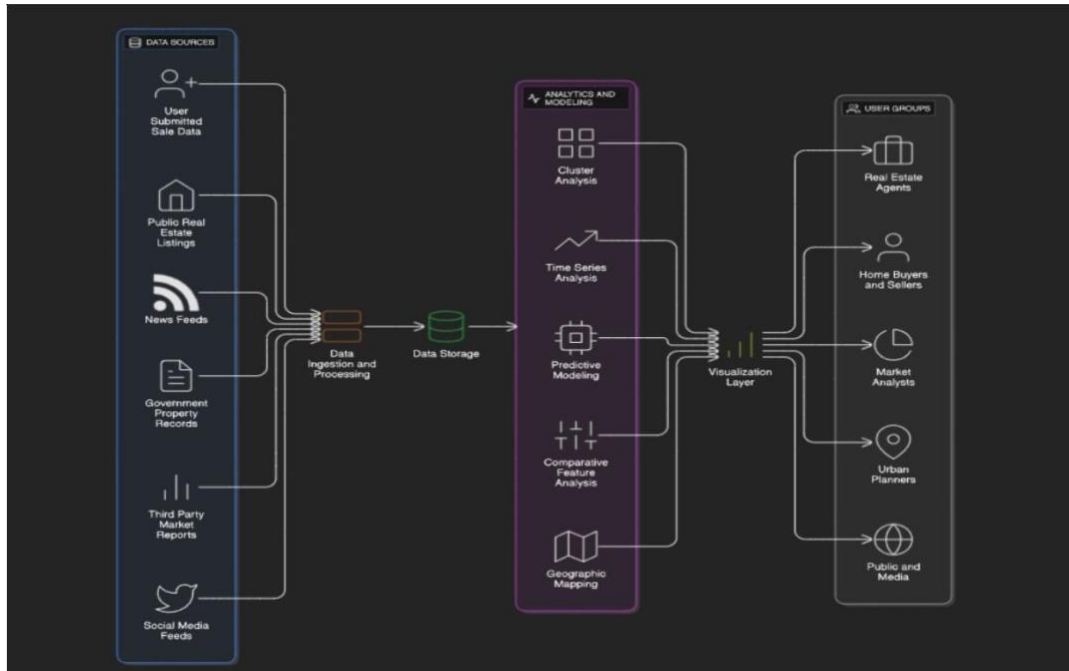 DATA SOURCES
User
Submitted
Sale Data
Public Real
Estate
Listings
News Feeds
Government
Property
Records
Third Party
Market
Reports
Social Media
Feeds
Data
Ingestion and
Processing
Data Storage
ANALYTICS AND
MODELING
Cluster
Analysis
Time Series
Analysis
Predictive
Modeling
Comparative
Feature
Analysis
Geographic
Mapping
Visualization
Layer
USER GROUPS
Real Estate
Agents
Home Buyers
and Sellers
Market
Analysts
Urban
Planners
Public and
Media